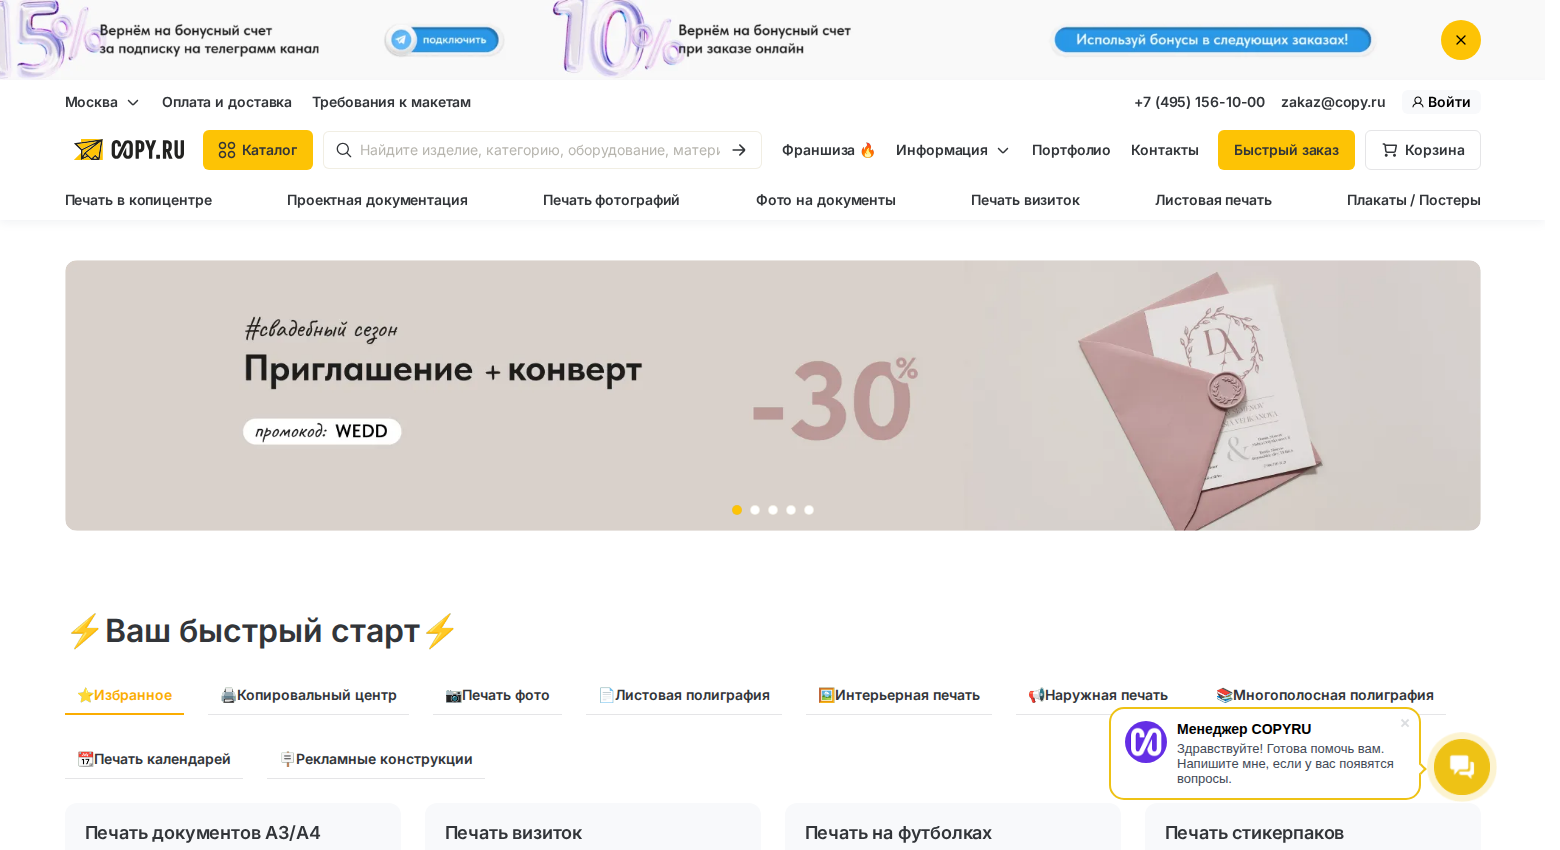 15%
Вернём на бонусный счет
за подписку на телеграмм канал
подключить
10%
Вернём на бонусный счет
при заказе онлайн
Используй бонусы в следующих заказах!
Москва
Оплата и доставка
Требования к макетам
+7 (495) 156-10-00
zakaz@copy.ru
Войти
COPY.RU
Каталог
Найдите изделие, категорию, оборудование, матери
Франшиза 🔥
Информация
Портфолио
Контакты
Быстрый заказ
Корзина
Печать в копицентре
Проектная документация
Печать фотографий
Фото на документы
Печать визиток
Листовая печать
Плакаты / Постеры
#свадебный сезон
Приглашение + конверт
промокод: WEDD
-30%
DA
&
⚡Ваш быстрый старт⚡
⭐Избранное
🖨️Копировальный центр
📷Печать фото
📄Листовая полиграфия
🖼️Интерьерная печать
📢Наружная печать
📚Многополосная полиграфия
📆Печать календарей
🪧Рекламные конструкции
Менеджер COPYRU
Здравствуйте! Готова помочь вам.
Напишите мне, если у вас появятся
вопросы.
Печать документов А3/А4
Печать визиток
Печать на футболках
Печать стикерпаков